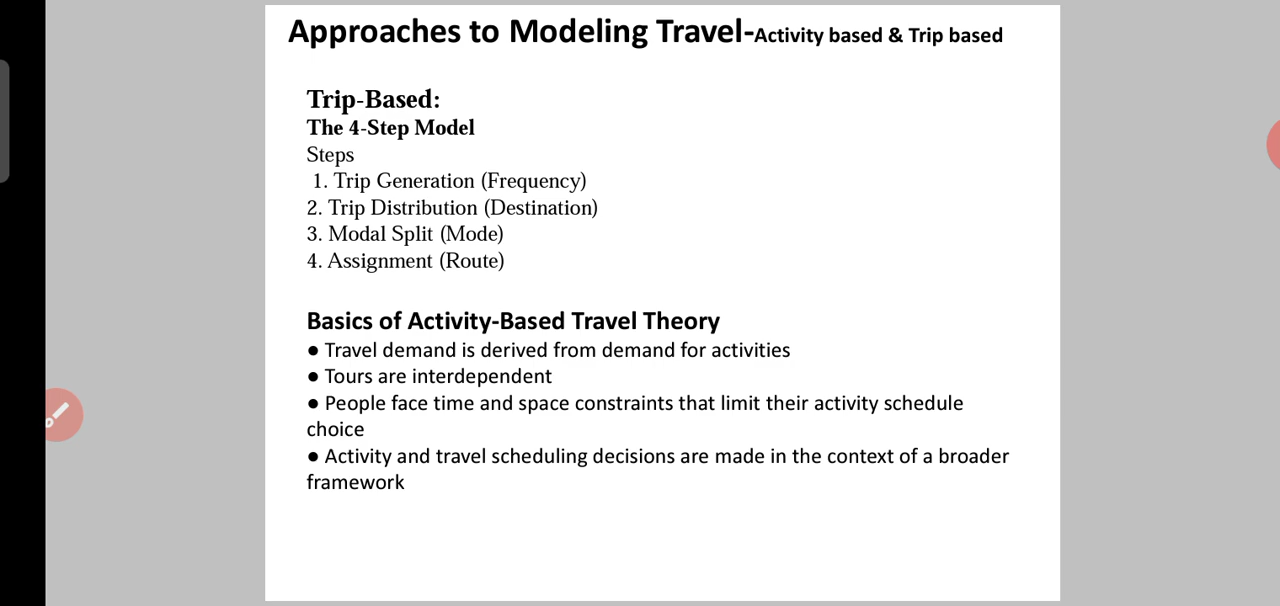 Approaches to Modeling Travel-Activity based & Trip based
Trip-Based:
The 4-Step Model
Steps
1. Trip Generation (Frequency)
2. Trip Distribution (Destination)
3. Modal Split (Mode)
4. Assignment (Route)
Basics of Activity-Based Travel Theory
● Travel demand is derived from demand for activities
● Tours are interdependent
● People face time and space constraints that limit their activity schedule
choice
● Activity and travel scheduling decisions are made in the context of a broader
framework